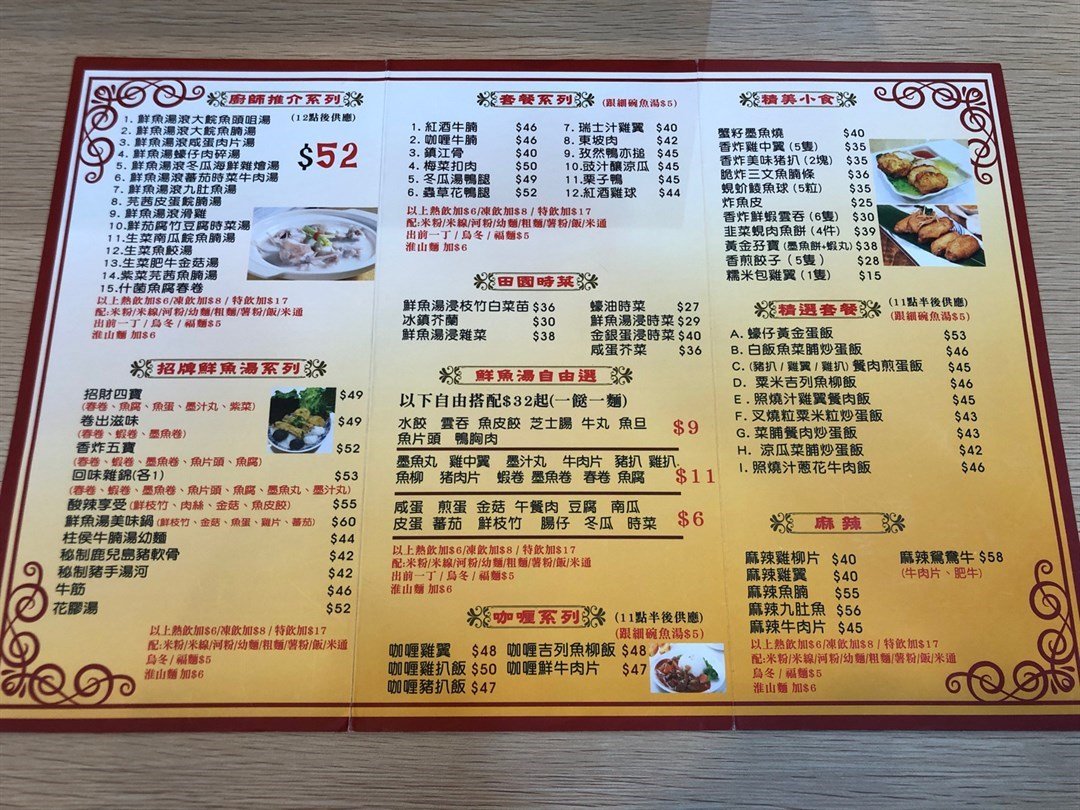 廚師推介系列
(12點後供應)
1. 鮮魚湯滾大鯇魚頭咀湯
2. 鮮魚湯滾大鯇魚腩湯
3. 鮮魚湯滾咸蛋肉片湯
4. 鮮魚湯蠔仔肉碎湯
5. 鮮魚湯滾冬瓜海鮮雜燴湯
6. 鮮魚湯滾蕃茄時菜牛肉湯
7. 鮮魚湯滾九肚魚湯
8. 芫茜皮蛋鯇腩湯
9. 鮮魚湯滾滑雞
10.鮮茄腐竹豆腐時菜湯
11.生菜南瓜鯇魚腩湯
12.生菜魚餃湯
13.生菜肥牛金菇湯
14.紫菜芫茜魚腩湯
15.什菌魚腐春卷
$52
以上熱飲加$6/凍飲加$8 / 特飲加$17
配:米粉/米線/河粉/幼麵/粗麵/薯粉/飯/米通
出前一丁 / 烏冬 / 福麵$5
淮山麵 加$6
招牌鮮魚湯系列
招財四寶 $49
(春卷、魚腐、魚蛋、墨汁丸、紫菜)
卷出滋味 $49
(春卷、蝦卷、墨魚卷)
香炸五寶 $52
(春卷、蝦卷、墨魚卷、魚片頭、魚腐)
回味雜錦(各1) $53
(春卷、蝦卷、墨魚卷、魚片頭、魚腐、墨魚丸、墨汁丸)
酸辣享受(鮮枝竹、肉絲、金菇、魚皮餃) $55
鮮魚湯美味鍋(鮮枝竹、金菇、魚蛋、雞片、蕃茄) $60
柱侯牛腩湯幼麵 $44
秘制鹿兒島豬軟骨 $42
秘制豬手湯河 $42
牛筋 $46
花膠湯 $52
以上熱飲加$6/凍飲加$8 / 特飲加$17
配:米粉/米線/河粉/幼麵/粗麵/薯粉/飯/米通
烏冬 / 福麵$5
淮山麵 加$6
套餐系列 (跟細碗魚湯$5)
1. 紅酒牛腩 $46
2. 咖喱牛腩 $46
3. 鎮江骨 $40
4. 梅菜扣肉 $50
5. 冬瓜湯鴨腿 $49
6. 蟲草花鴨腿 $52
7. 瑞士汁雞翼 $40
8. 東坡肉 $42
9. 孜然鴨亦搥 $45
10.豉汁釀涼瓜 $45
11.栗子鴨 $45
12.紅酒雞球 $44
以上熱飲加$6/凍飲加$8 / 特飲加$17
配:米粉/米線/河粉/幼麵/粗麵/薯粉/飯/米通
出前一丁 / 烏冬 / 福麵$5
淮山麵 加$6
田園時菜
鮮魚湯浸枝竹白菜苗 $36
冰鎮芥蘭 $30
鮮魚湯浸雜菜 $38
蠔油時菜 $27
鮮魚湯浸時菜 $29
金銀蛋浸時菜 $40
咸蛋芥菜 $36
鮮魚湯自由選
以下自由搭配$32起(一餸一麵)
水餃 雲吞 魚皮餃 芝士腸 牛丸 魚旦
魚片頭 鴨胸肉
$9
墨魚丸 雞中翼 墨汁丸 牛肉片 豬扒 雞扒
魚柳 豬肉片 蝦卷 墨魚卷 春卷 魚腐
$11
咸蛋 煎蛋 金菇 午餐肉 豆腐 南瓜
皮蛋 蕃茄 鮮枝竹 腸仔 冬瓜 時菜
$6
以上熱飲加$6/凍飲加$8 / 特飲加$17
配:米粉/米線/河粉/幼麵/粗麵/薯粉/飯/米通
出前一丁 / 烏冬 / 福麵$5
淮山麵 加$6
咖喱系列 (11點半後供應)
(跟細碗魚湯$5)
咖喱雞翼 $48
咖喱雞扒飯 $50
咖喱豬扒飯 $47
咖喱吉列魚柳飯 $48
咖喱鮮牛肉片 $47
精美小食
蟹籽墨魚燒 $40
香炸雞中翼 (5隻) $35
香炸美味豬扒 (2塊) $35
脆炸三文魚腩條 $36
蜆蚧鯪魚球 (5粒) $35
炸魚皮 $25
香炸鮮蝦雲吞 (6隻) $30
韭菜蜆肉魚餅 (4件) $39
黃金孖寶 (墨魚餅+蝦丸) $38
香煎餃子 ( 5隻 ) $28
糯米包雞翼 (1隻) $15
精選套餐 (11點半後供應)
(跟細碗魚湯$5)
A. 蠔仔黃金蛋飯 $53
B. 白飯魚菜脯炒蛋飯 $46
C. (豬扒 / 雞翼 / 雞扒) 餐肉煎蛋飯 $45
D. 粟米吉列魚柳飯 $46
E. 照燒汁雞翼餐肉飯 $45
F. 叉燒粒粟米粒炒蛋飯 $43
G. 菜脯餐肉炒蛋飯 $43
H. 涼瓜菜脯炒蛋飯 $42
I. 照燒汁蔥花牛肉飯 $46
麻辣
麻辣雞柳片 $40
麻辣雞翼 $40
麻辣魚腩 $55
麻辣九肚魚 $56
麻辣牛肉片 $45
麻辣鴛鴦牛 $58
(牛肉片、肥牛)
以上熱飲加$6/凍飲加$8 / 特飲加$17
配:米粉/米線/河粉/幼麵/粗麵/薯粉/飯/米通
烏冬 / 福麵$5
淮山麵 加$6